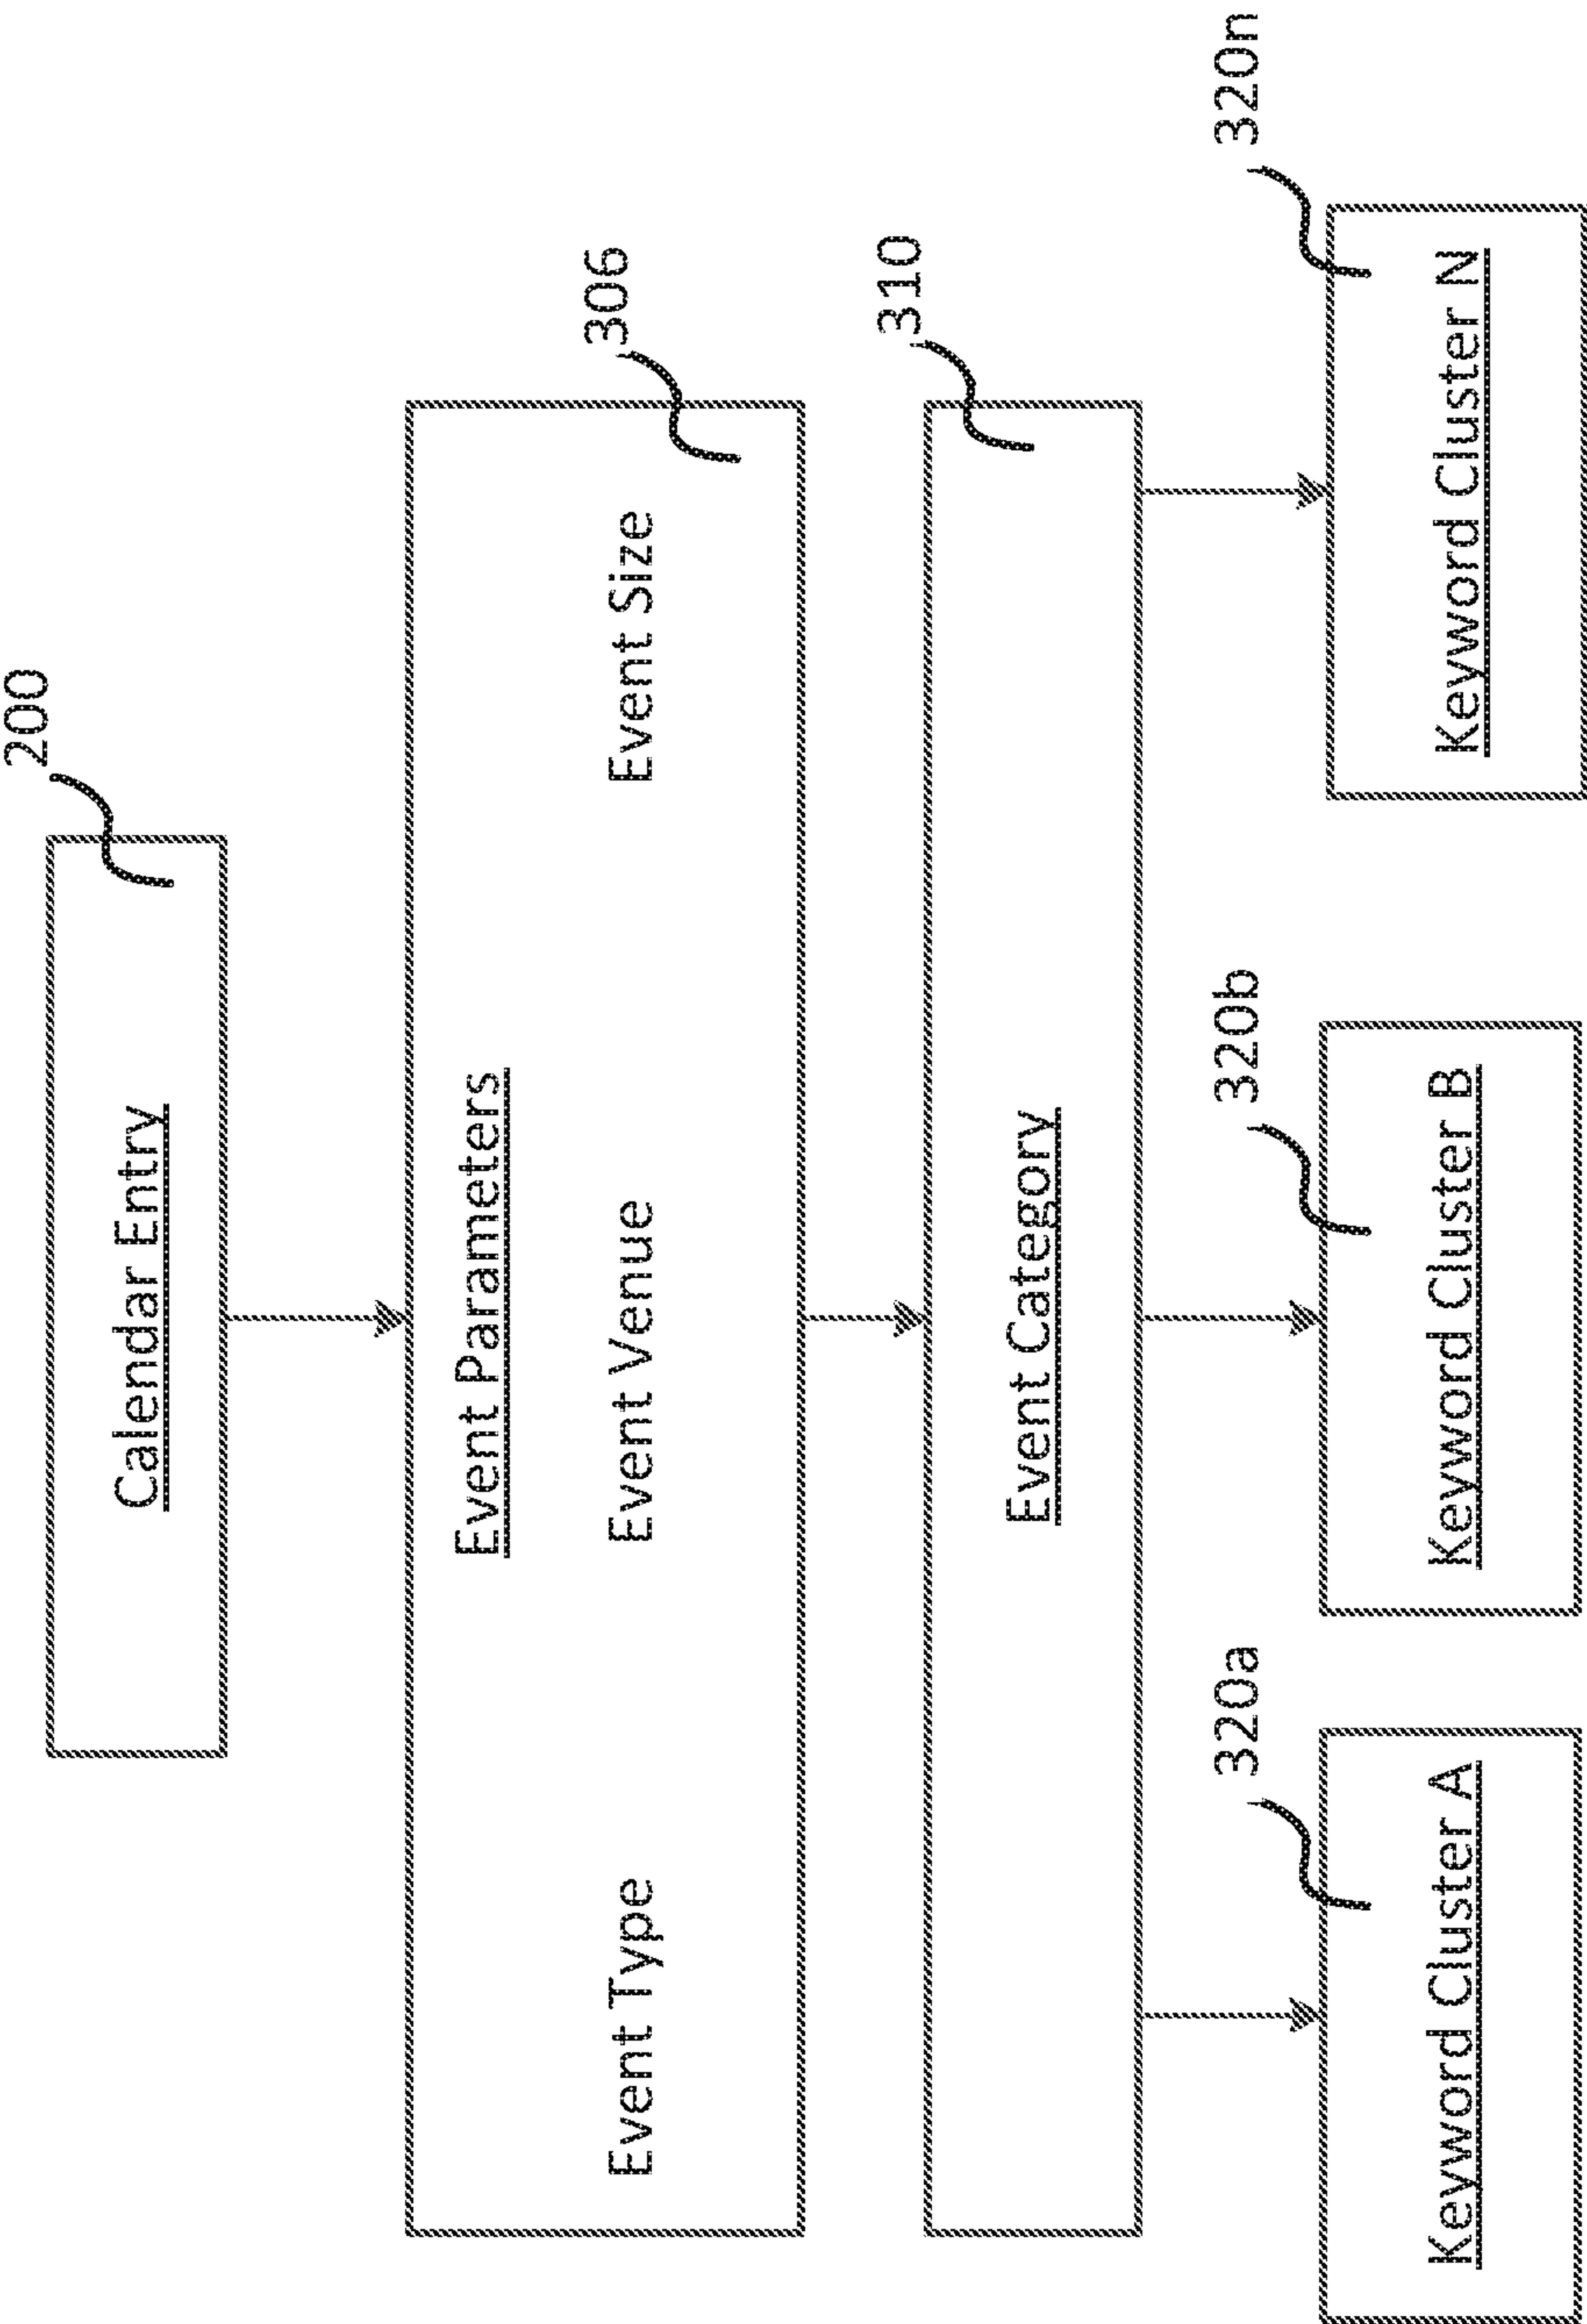 200
Calendar Entry
306
Event Parameters
Event Type
Event Venue
Event Size
310
Event Category
320a
320b
320n
Keyword Cluster A
Keyword Cluster B
Keyword Cluster N